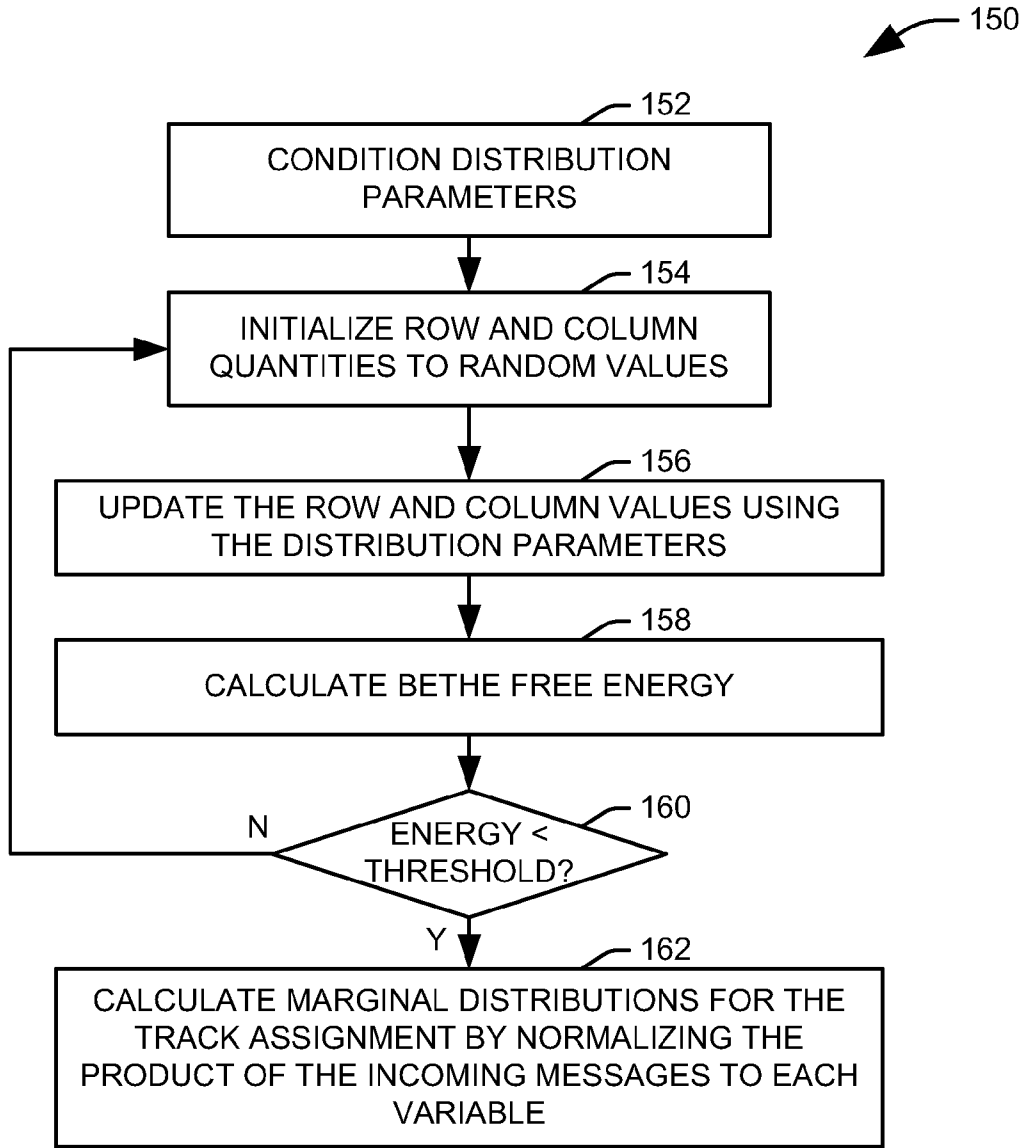 150
152
CONDITION DISTRIBUTION
PARAMETERS
154
INITIALIZE ROW AND COLUMN
QUANTITIES TO RANDOM VALUES
156
UPDATE THE ROW AND COLUMN VALUES USING
THE DISTRIBUTION PARAMETERS
158
CALCULATE BETHE FREE ENERGY
160
N
ENERGY <
THRESHOLD?
Y
162
CALCULATE MARGINAL DISTRIBUTIONS FOR THE
TRACK ASSIGNMENT BY NORMALIZING THE
PRODUCT OF THE INCOMING MESSAGES TO EACH
VARIABLE